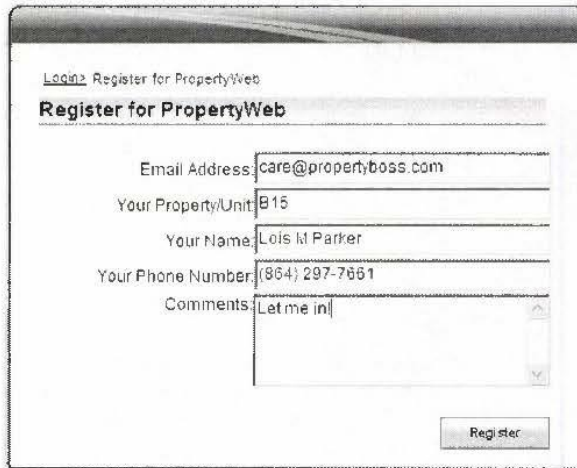 Login> Register for PropertyWeb
Register for PropertyWeb
Email Address: care@propertyboss.com
Your Property/Unit: B15
Your Name: Lois M Parker
Your Phone Number: (864) 297-7661
Comments: Let me in!
Register